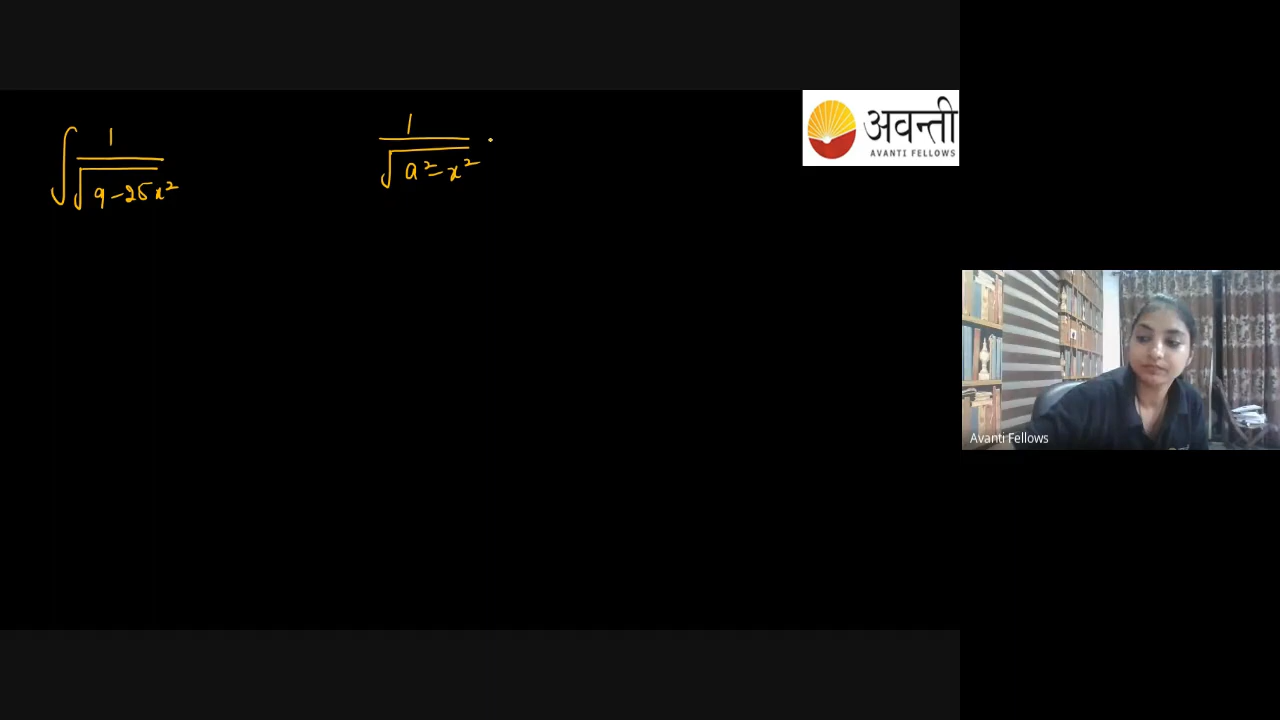 ∫ 1/√(9-25x²)
1/√(a²-x²)
अवन्ती
AVANTI FELLOWS
Avanti Fellows